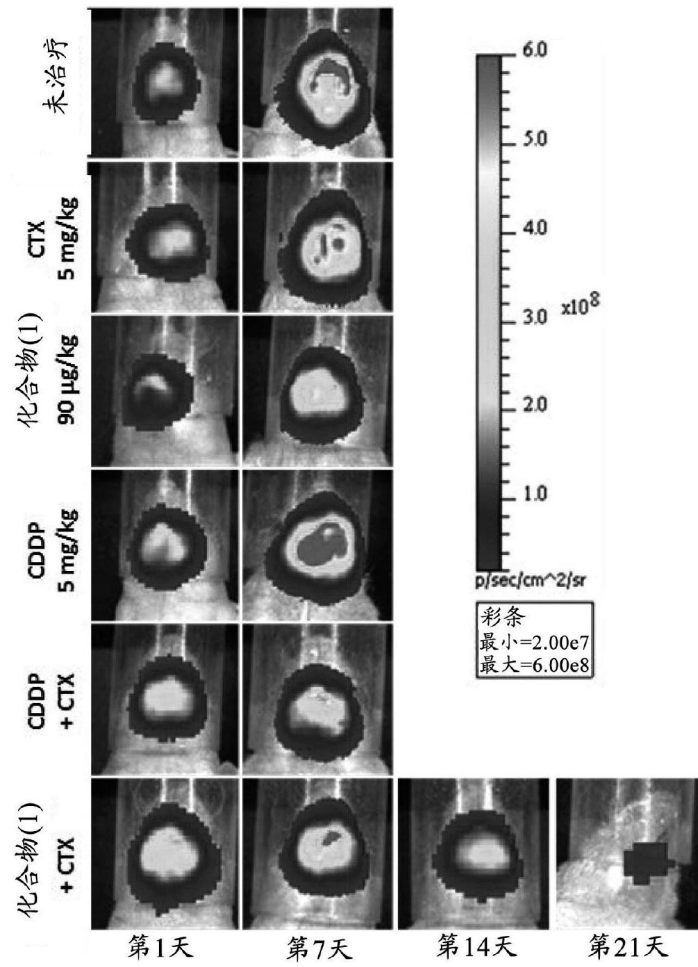 未治疗
CTX
5 mg/kg
化合物(1)
90 µg/kg
CDDP
5 mg/kg
CDDP
+ CTX
化合物(1)
+ CTX
第1天
第7天
第14天
第21天
6.0
5.0
4.0
3.0
x10⁸
2.0
1.0
p/sec/cm^2/sr
彩条
最小=2.00e7
最大=6.00e8